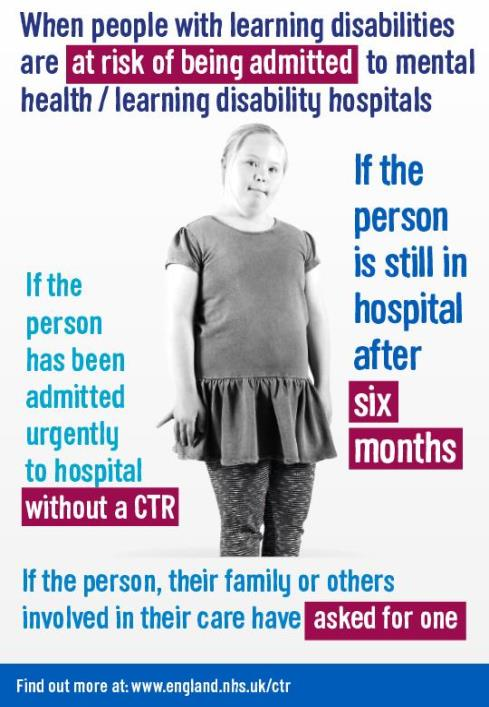 When people with learning disabilities
are at risk of being admitted to mental
health / learning disability hospitals
If the
person
is still in
hospital
after
six
months
If the
person
has been
admitted
urgently
to hospital
without a CTR
If the person, their family or others
involved in their care have asked for one
Find out more at: www.england.nhs.uk/ctr